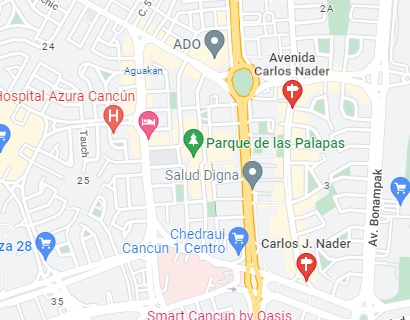 2A
C. 5
24
ADO
Avenida
Carlos Nader
Aguakan
Hospital Azura Cancún
Tauch
Parque de las Palapas
Salud Digna
25
3
Av. Bonampak
Chedraui
Cancun 1 Centro
za 28
Carlos J. Nader
35
Smart Cancun by Oasis